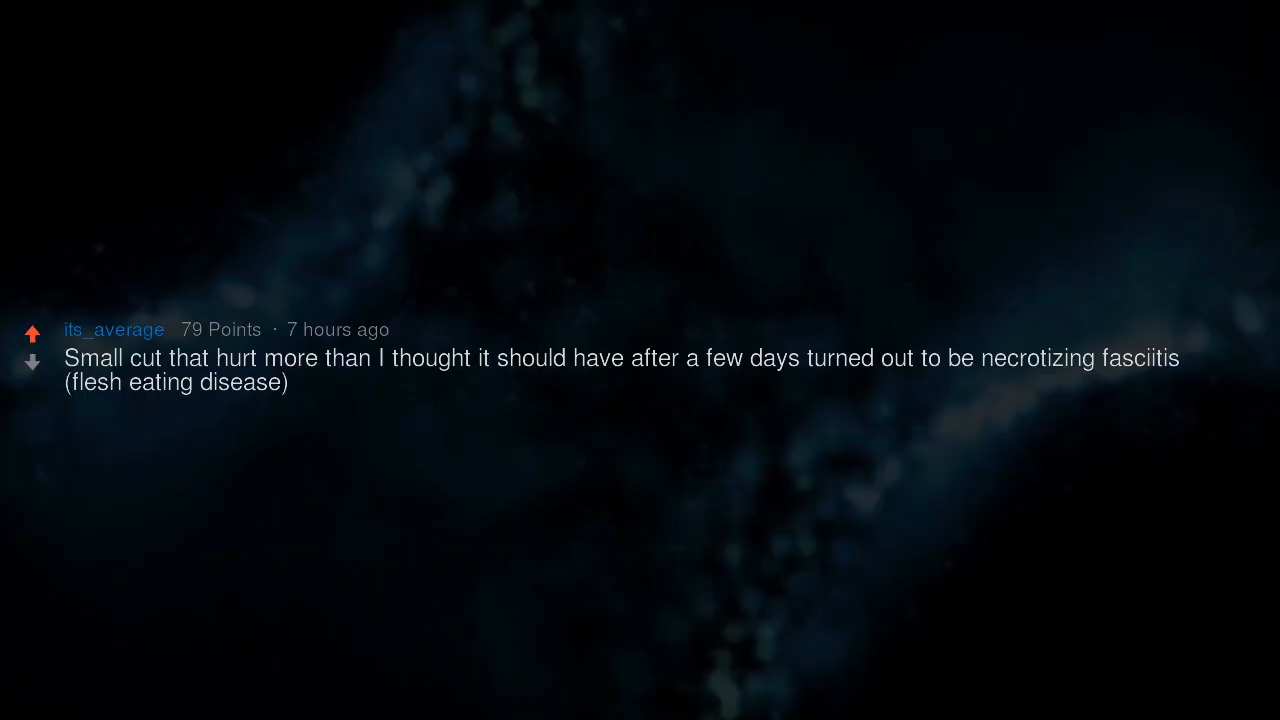 its_average 79 Points · 7 hours ago
Small cut that hurt more than I thought it should have after a few days turned out to be necrotizing fasciitis
(flesh eating disease)